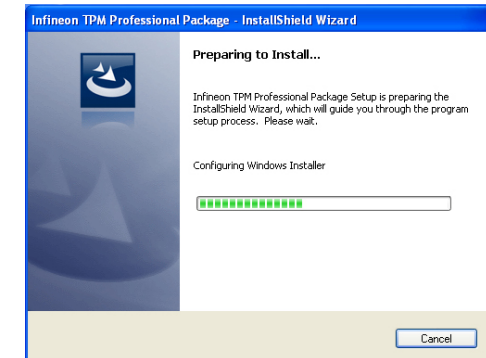 Infineon TPM Professional Package - InstallShield Wizard
Preparing to Install...
Infineon TPM Professional Package Setup is preparing the
InstallShield Wizard, which will guide you through the program
setup process. Please wait.
Configuring Windows Installer
Cancel